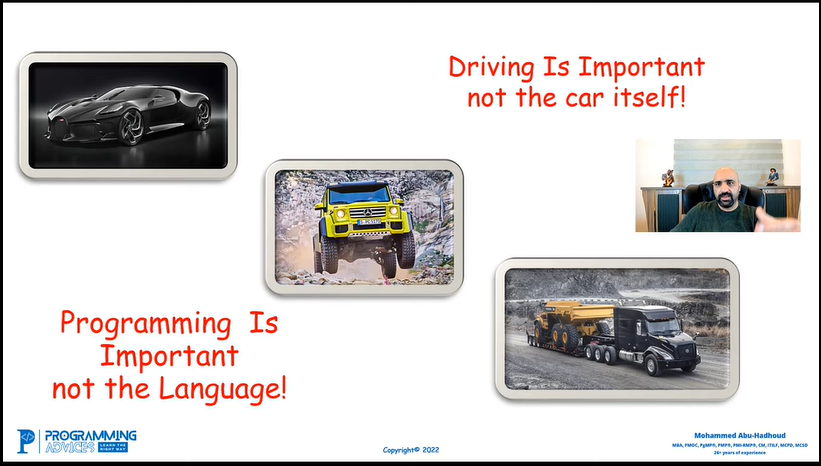 Driving Is Important
not the car itself!
Programming Is
Important
not the Language!
PROGRAMMING
ADVICES
LEARN THE
RIGHT WAY
Copyright© 2022
Mohammed Abu-Hadhoud
MBA, PMOC, PgMP®, PMP®, PMI-RMP®, CM, ITILF, MCPD, MCSD
26+ years of experience